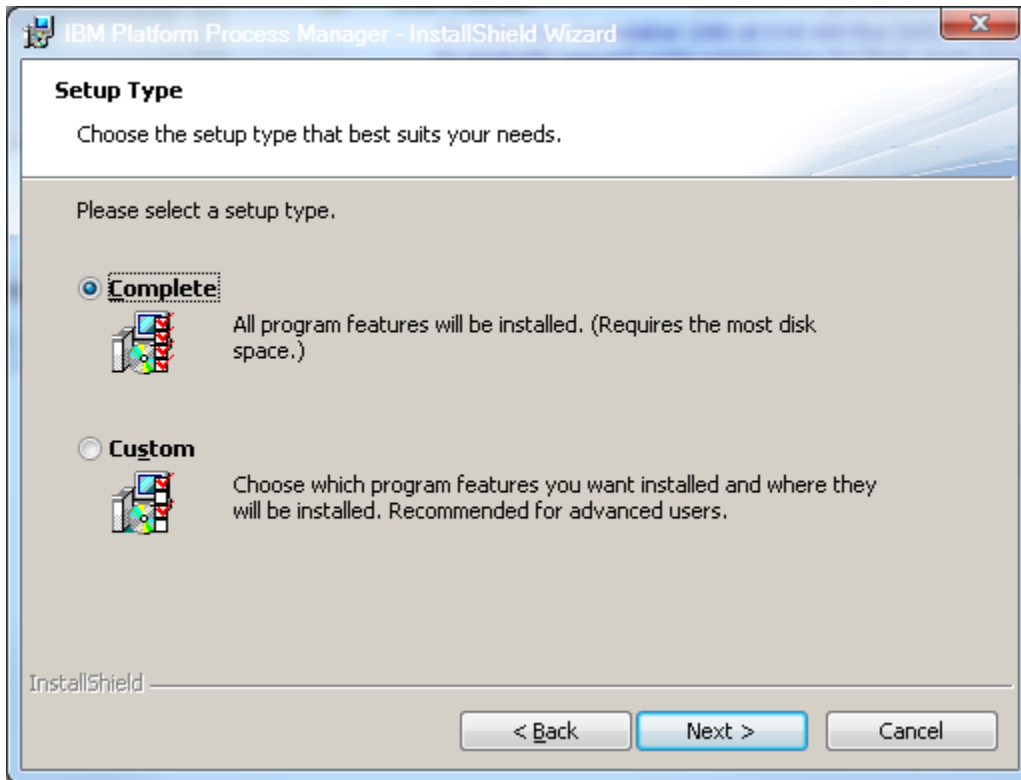 IBM Platform Process Manager - InstallShield Wizard
Setup Type
Choose the setup type that best suits your needs.
Please select a setup type.
Complete
All program features will be installed. (Requires the most disk
space.)
Custom
Choose which program features you want installed and where they
will be installed. Recommended for advanced users.
InstallShield
< Back
Next >
Cancel